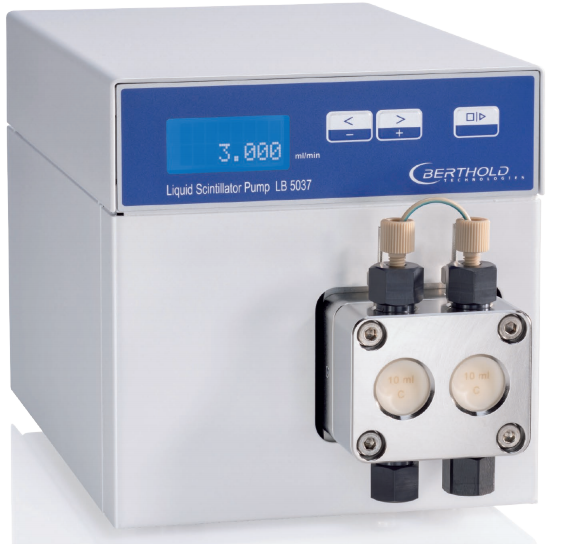 < >
- +
3.000 ml/min
Liquid Scintillator Pump LB 5037
BERTHOLD
TECHNOLOGIES
10 ml
C
10 ml
C